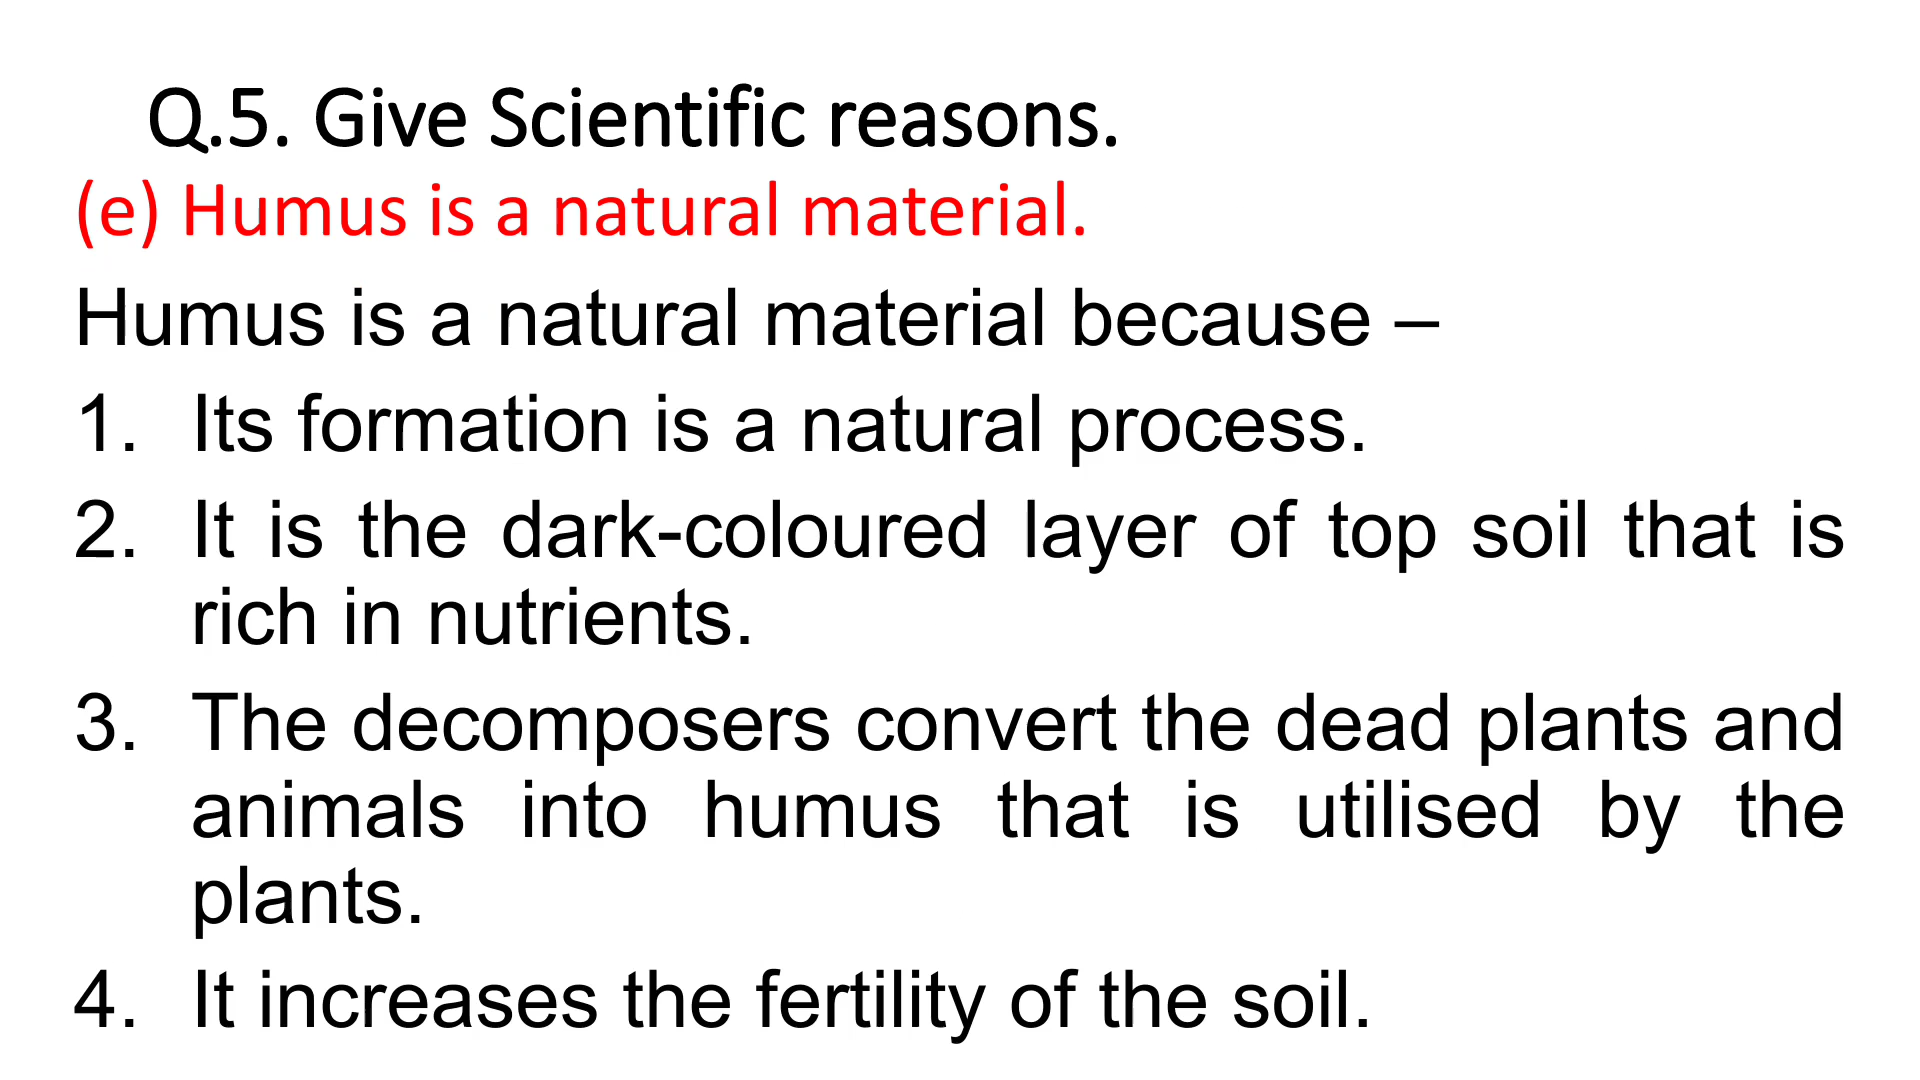 Q.5. Give Scientific reasons.
(e) Humus is a natural material.
Humus is a natural material because –
1. Its formation is a natural process.
2. It is the dark-coloured layer of top soil that is
rich in nutrients.
3. The decomposers convert the dead plants and
animals into humus that is utilised by the
plants.
4. It increases the fertility of the soil.